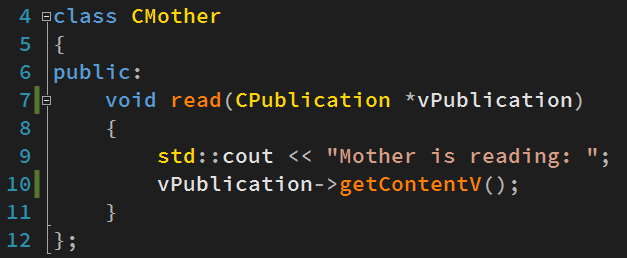 4 class CMother
5 {
6 public:
7 void read(CPublication *vPublication)
8 {
9 std::cout << "Mother is reading: ";
10 vPublication->getContentV();
11 }
12 };